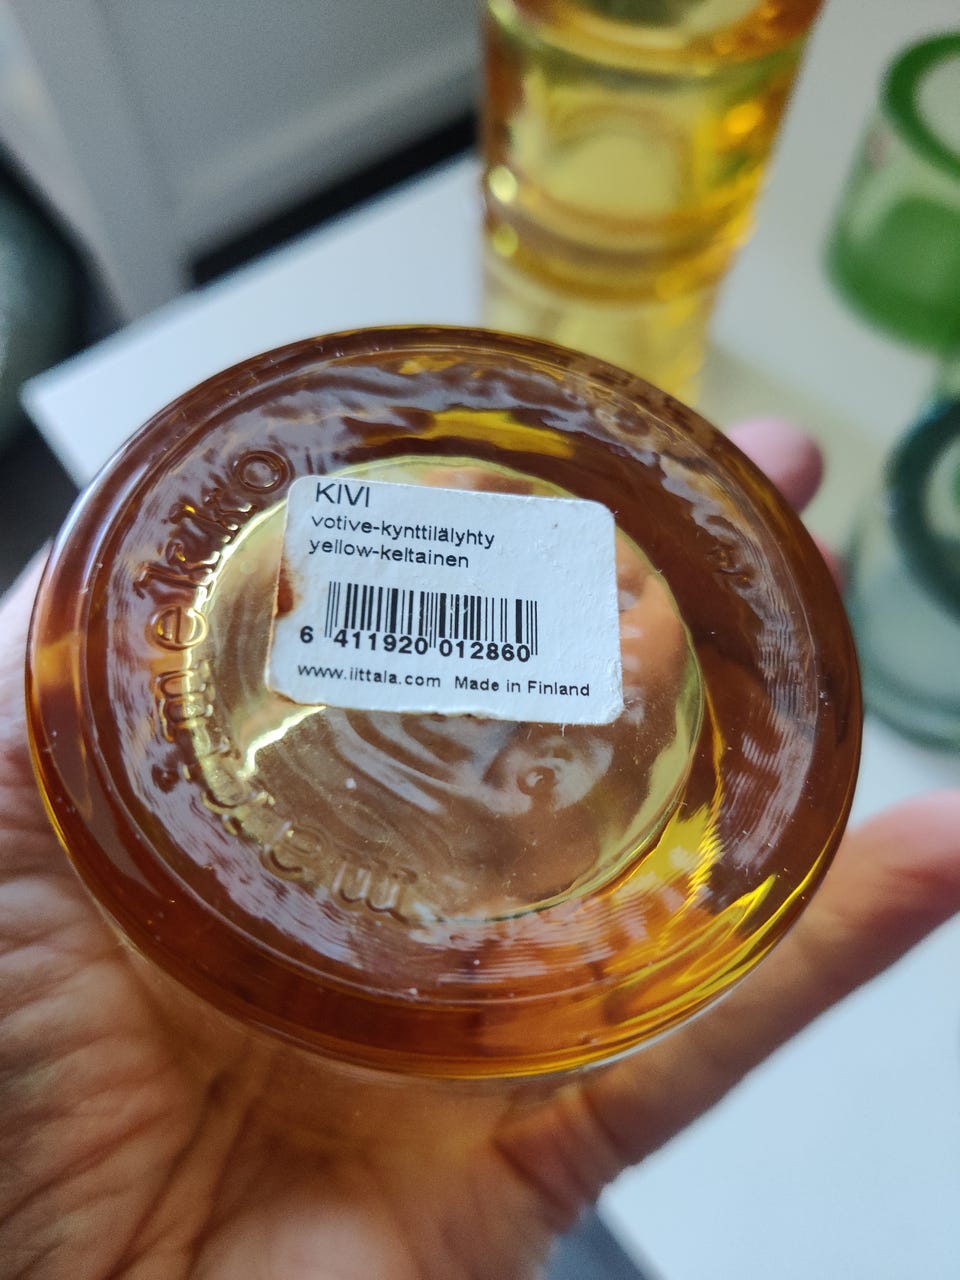 KIVI
votive-kynttilälyhty
yellow-keltainen
6 411920 012860
www.iittala.com Made in Finland
marimekko